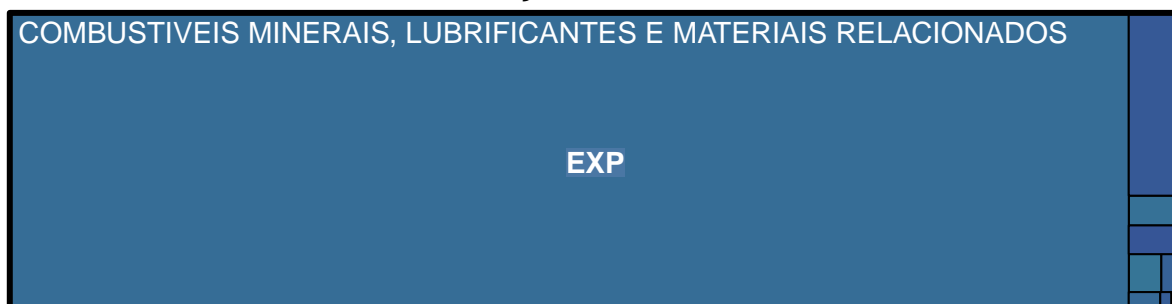 COMBUSTIVEIS MINERAIS, LUBRIFICANTES E MATERIAIS RELACIONADOS
EXP